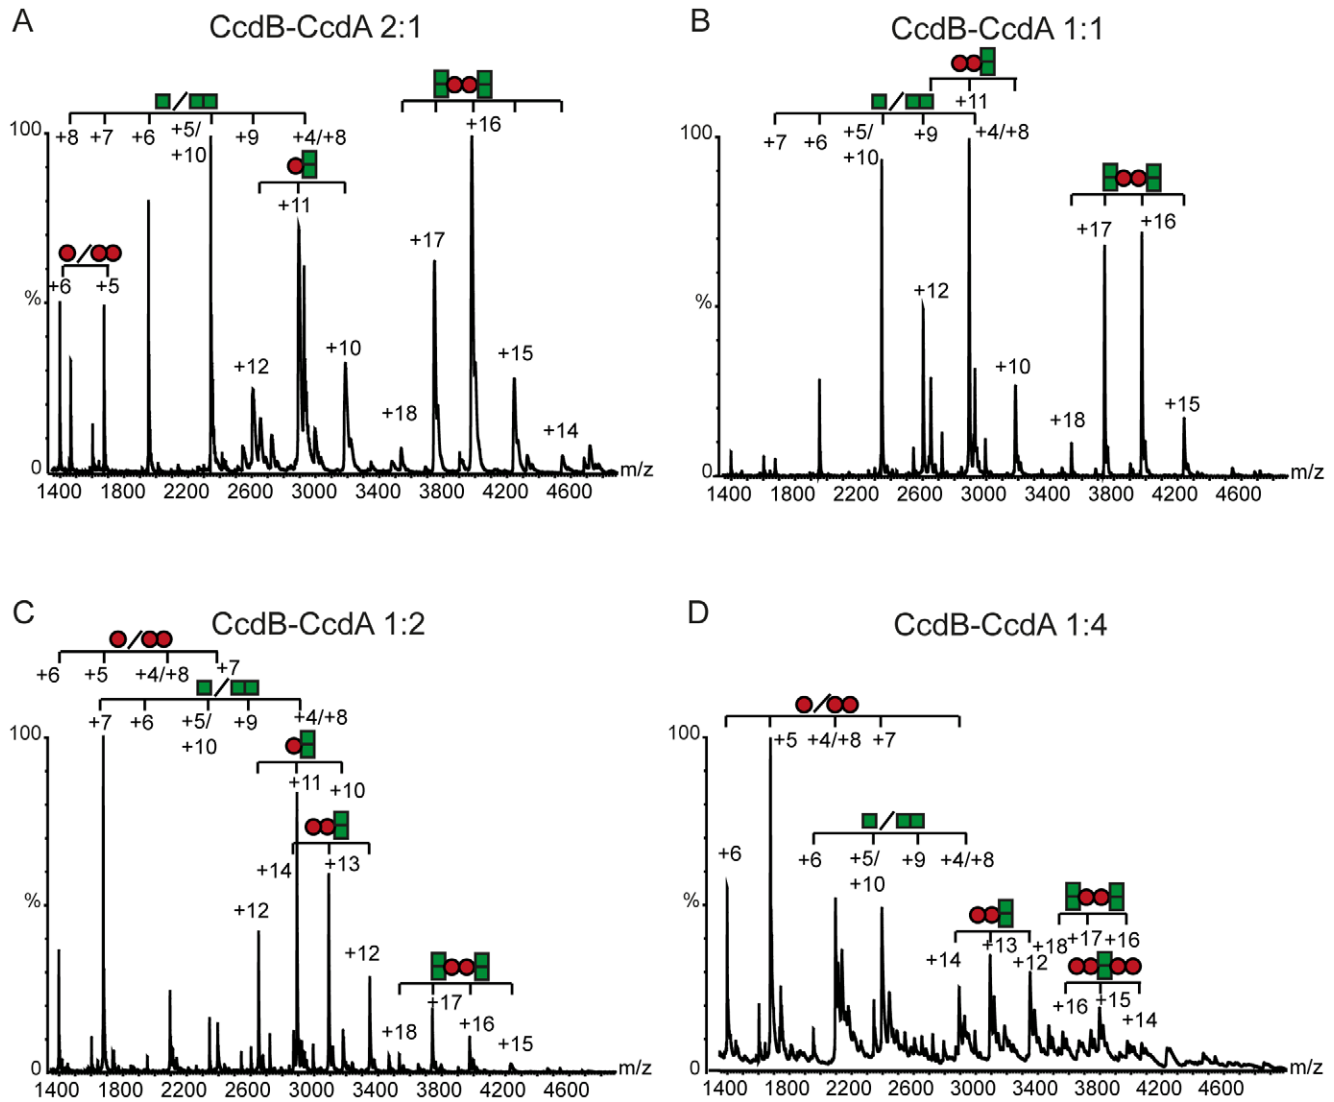 A
CcdB-CcdA 2:1
+8 +7 +6 +5/ +9 +4/+8
+10
+16
100
+11
+6 +5
+17
%
+12
+10
+15
+18
+14
0
m/z
1400 1800 2200 2600 3000 3400 3800 4200 4600
B
CcdB-CcdA 1:1
+11
+7 +6 +5/ +9 +4/+8
+10
100
+17 +16
%
+12
+10
+18
+15
0
m/z
1400 1800 2200 2600 3000 3400 3800 4200 4600
C
CcdB-CcdA 1:2
+6 +5 +4/+8 +7
+7 +6 +5/ +9 +4/+8
+10
100
+11 +10
+14 +13
%
+12
+12
+17
+18 +16 +15
0
m/z
1400 1800 2200 2600 3000 3400 3800 4200 4600
D
CcdB-CcdA 1:4
100
+5 +4/+8 +7
+6
+6 +5/ +9 +4/+8
+10
%
+14 +13 +12
+18 +17 +16
+16 +15 +14
0
m/z
1400 1800 2200 2600 3000 3400 3800 4200 4600